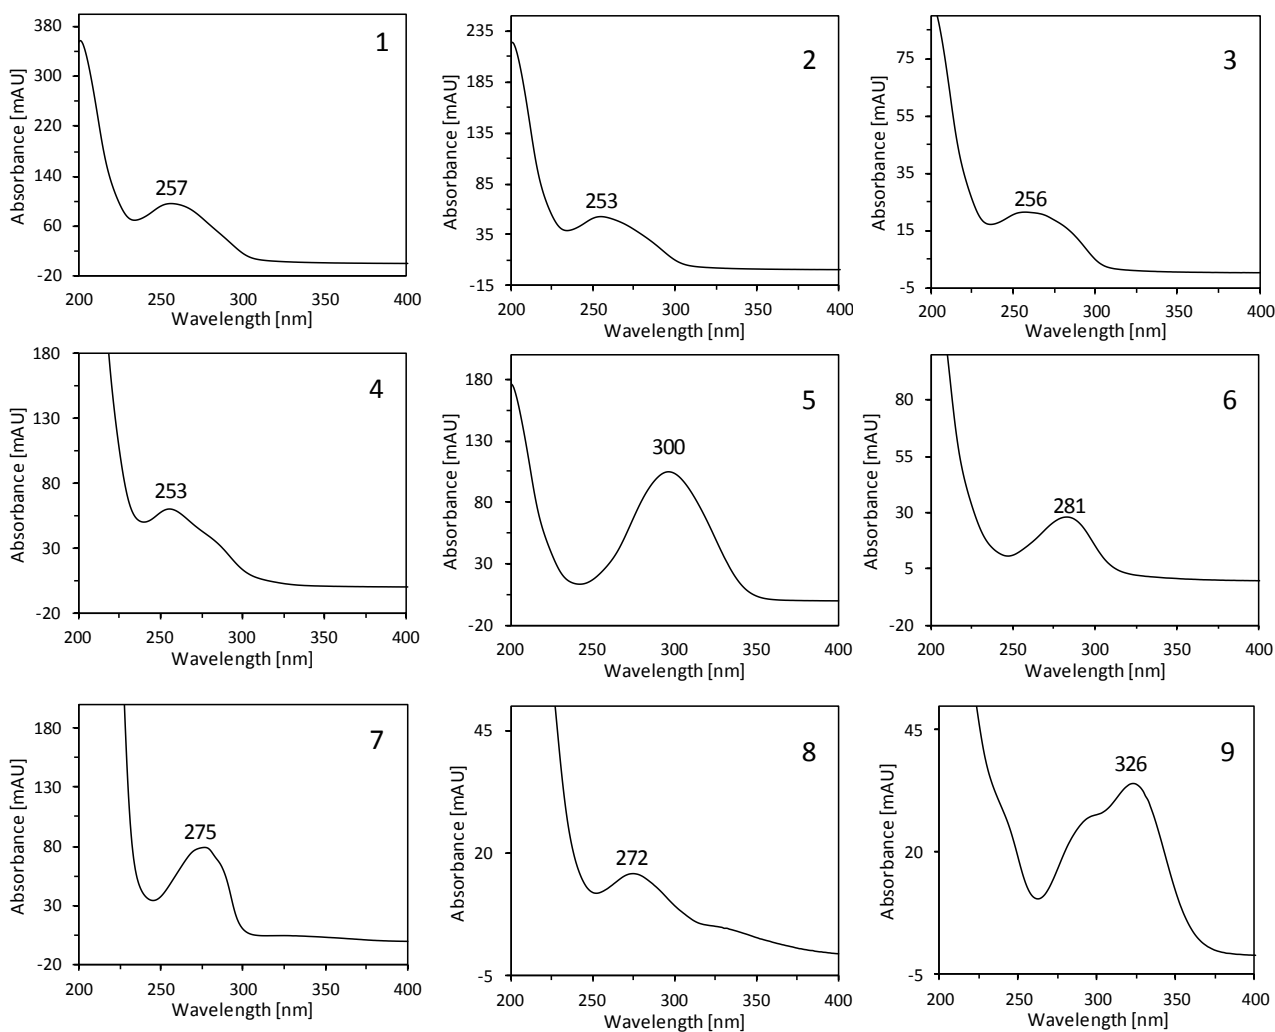 380
300
220
140
60
-20
Absorbance [mAU]
257
1
200 250 300 350 400
Wavelength [nm]
235
185
135
85
35
-15
Absorbance [mAU]
253
2
200 250 300 350 400
Wavelength [nm]
75
55
35
15
-5
Absorbance [mAU]
256
3
200 250 300 350 400
Wavelength [nm]
180
130
80
30
-20
Absorbance [mAU]
253
4
200 250 300 350 400
Wavelength [nm]
180
130
80
30
-20
Absorbance [mAU]
300
5
200 250 300 350 400
Wavelength [nm]
80
55
30
5
-20
Absorbance [mAU]
281
6
200 250 300 350 400
Wavelength [nm]
180
130
80
30
-20
Absorbance [mAU]
275
7
200 250 300 350 400
Wavelength [nm]
45
20
-5
Absorbance [mAU]
272
8
200 250 300 350 400
Wavelength [nm]
45
20
-5
Absorbance [mAU]
326
9
200 250 300 350 400
Wavelength [nm]